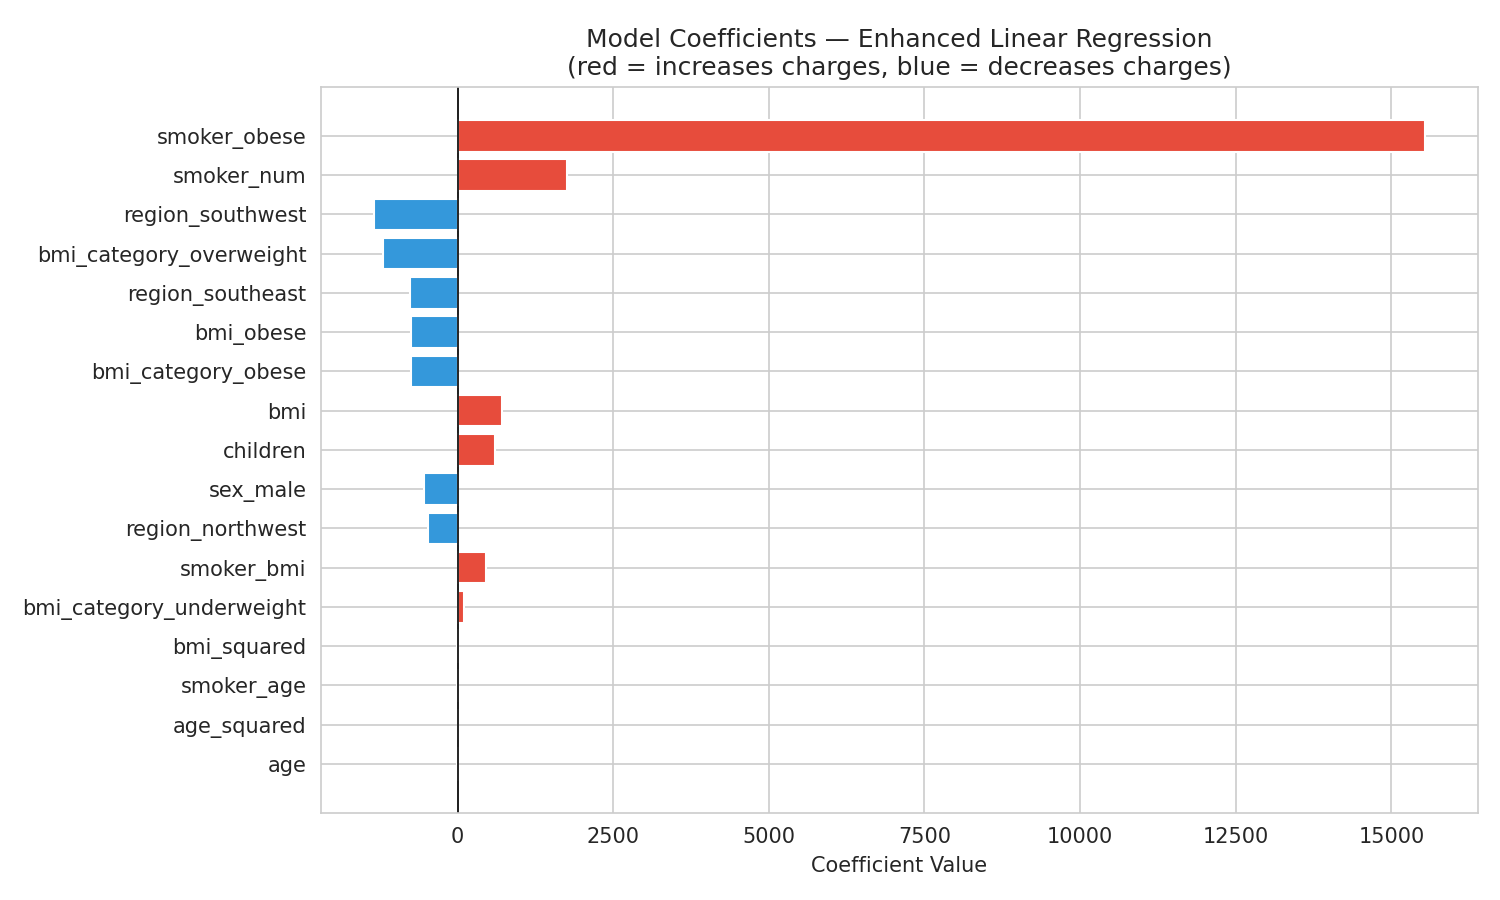 Model Coefficients — Enhanced Linear Regression
(red = increases charges, blue = decreases charges)
smoker_obese
smoker_num
region_southwest
bmi_category_overweight
region_southeast
bmi_obese
bmi_category_obese
bmi
children
sex_male
region_northwest
smoker_bmi
bmi_category_underweight
bmi_squared
smoker_age
age_squared
age
0 2500 5000 7500 10000 12500 15000
Coefficient Value